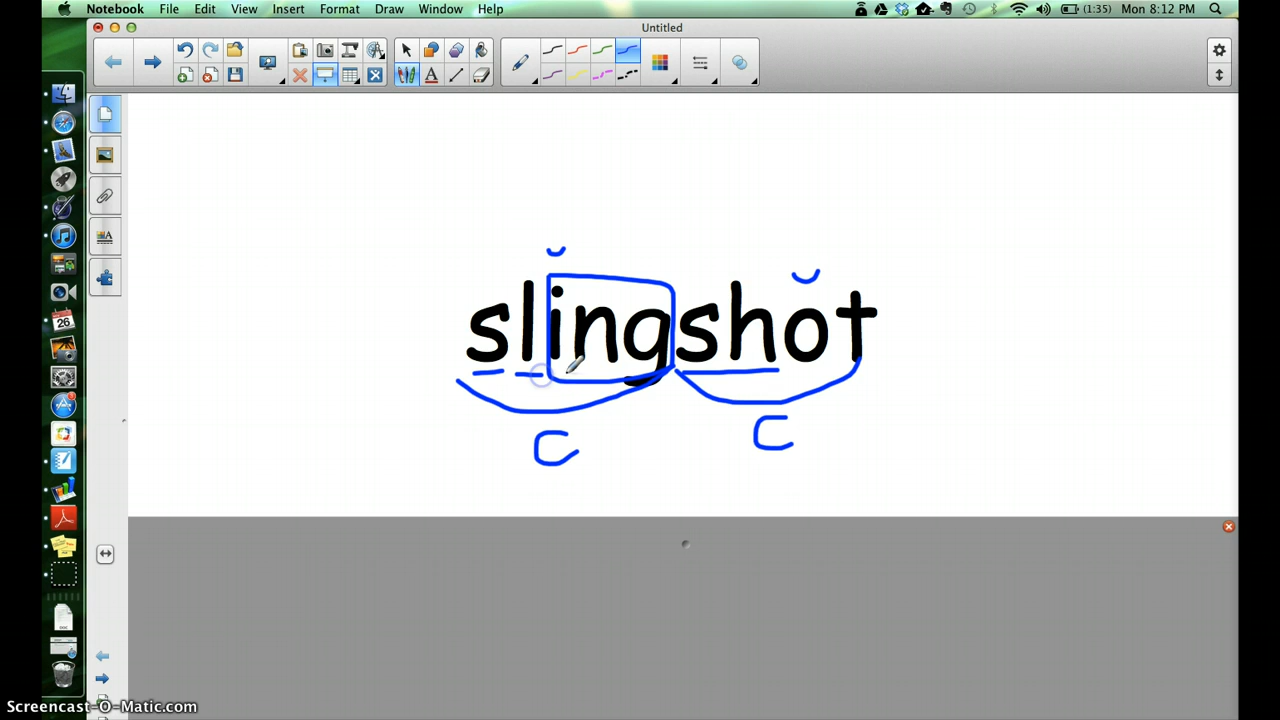 Notebook File Edit View Insert Format Draw Window Help (1:35) Mon 8:12 PM
Untitled
A
˘ ˘
slingshot
C C
26
Screencast-O-Matic.com